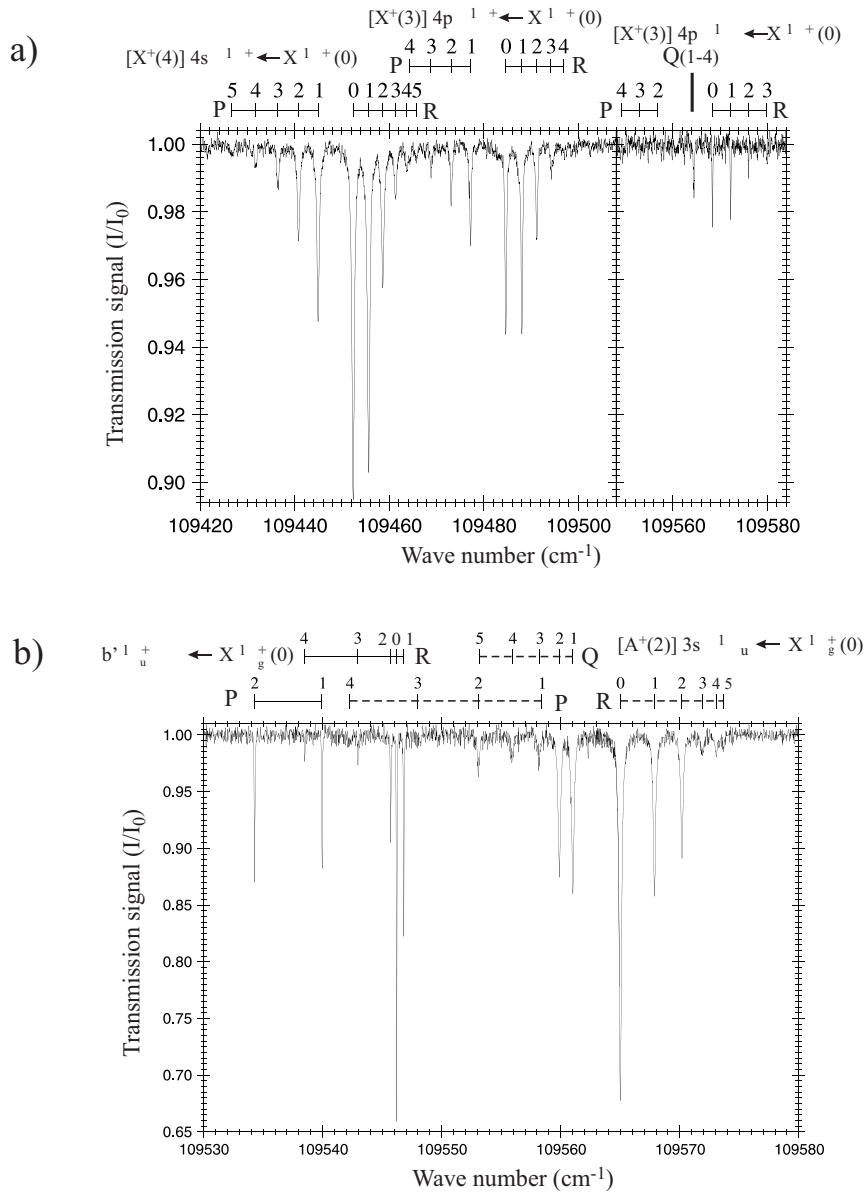 a)
[X⁺(3)] 4p ¹ ⁺ ← X ¹ ⁺(0)
[X⁺(3)] 4p ¹ ← X ¹ ⁺(0)
[X⁺(4)] 4s ¹ ⁺ ← X ¹ ⁺(0)
4 3 2 1 0 1 2 3 4
P R
Q(1-4)
5 4 3 2 1 0 1 2 3 4 5
P R
4 3 2 0 1 2 3
P R
1.00
0.98
0.96
0.94
0.92
0.90
Transmission signal (I/I₀)
109420 109440 109460 109480 109500 109560 109580
Wave number (cm⁻¹)
b)
b’ ¹ ⁺ᵤ ← X ¹ ⁺g(0)
4 3 2 0 1
R
5 4 3 2 1
Q
[A⁺(2)] 3s ¹ ᵤ ← X ¹ ⁺g(0)
2 1
P
4 3 2 1
P
R
0 1 2 3 4 5
1.00
0.95
0.90
0.85
0.80
0.75
0.70
0.65
Transmission signal (I/I₀)
109530 109540 109550 109560 109570 109580
Wave number (cm⁻¹)